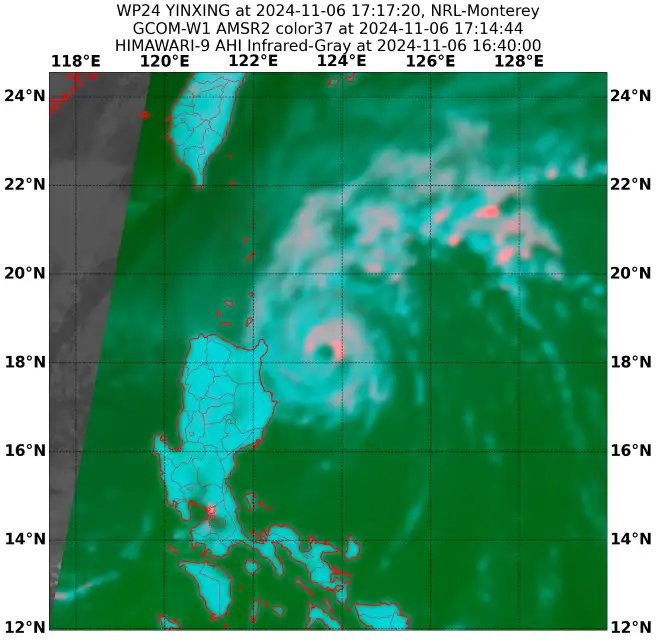 WP24 YINXING at 2024-11-06 17:17:20, NRL-Monterey
GCOM-W1 AMSR2 color37 at 2024-11-06 17:14:44
HIMAWARI-9 AHI Infrared-Gray at 2024-11-06 16:40:00
118°E 120°E 122°E 124°E 126°E 128°E
24°N 24°N
22°N 22°N
20°N 20°N
18°N 18°N
16°N 16°N
14°N 14°N
12°N 12°N